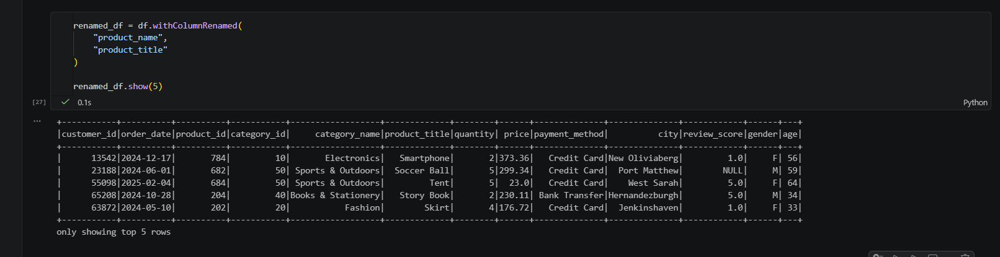 renamed_df = df.withColumnRenamed(
    "product_name",
    "product_title"
)
renamed_df.show(5)
[27] 0.1s Python
+-----------+----------+----------+-----------+-------------------+-------------+--------+------+--------------+--------------+------------+------+---+
|customer_id|order_date|product_id|category_id|      category_name|product_title|quantity| price|payment_method|          city|review_score|gender|age|
+-----------+----------+----------+-----------+-------------------+-------------+--------+------+--------------+--------------+------------+------+---+
|      13542|2024-12-17|       784|         10|        Electronics|   Smartphone|       2|373.36|   Credit Card|New Oliviaberg|         1.0|     F| 56|
|      23188|2024-06-01|       682|         50|  Sports & Outdoors|  Soccer Ball|       5|299.34|   Credit Card|  Port Matthew|        NULL|     M| 59|
|      55098|2025-02-04|       684|         50|  Sports & Outdoors|         Tent|       5|  23.0|   Credit Card|    West Sarah|         5.0|     F| 64|
|      65208|2024-10-28|       204|         40|Books & Stationery|   Story Book|       2|230.11| Bank Transfer|Hernandezburgh|         5.0|     M| 34|
|      63872|2024-05-10|       202|         20|            Fashion|        Skirt|       4|176.72|   Credit Card|  Jenkinshaven|         1.0|     F| 33|
+-----------+----------+----------+-----------+-------------------+-------------+--------+------+--------------+--------------+------------+------+---+
only showing top 5 rows